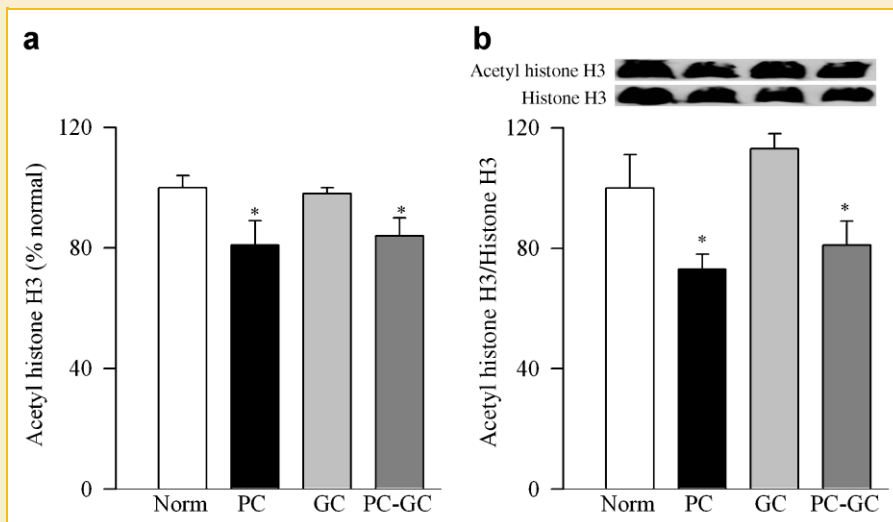 a
Acetyl histone H3 (% normal)
120
80
40
0
*
*
Norm PC GC PC-GC
b
Acetyl histone H3
Histone H3
Acetyl histone H3/Histone H3
120
80
40
0
*
*
Norm PC GC PC-GC